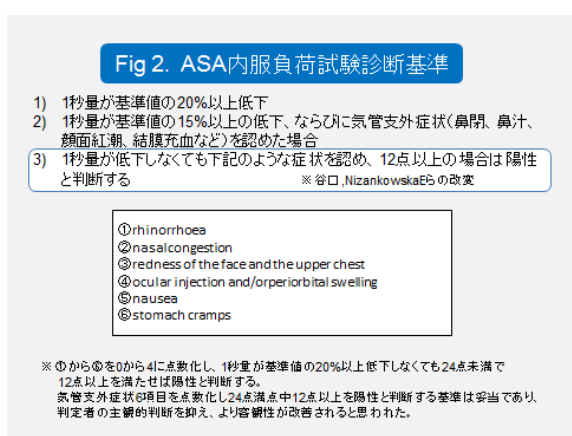 Fig 2. ASA内服負荷試験診断基準
1) 1秒量が基準値の20%以上低下
2) 1秒量が基準値の15%以上の低下、ならびに気管支外症状(鼻閉、鼻汁、
顔面紅潮、結膜充血など)を認めた場合
3) 1秒量が低下しなくても下記のような症状を認め、12点以上の場合は陽性
と判断する ※谷口,NizankowskaEらの改変
①rhinorrhoea
②nasalcongestion
③redness of the face and the upper chest
④ocular injection and/orperiorbital swelling
⑤nausea
⑥stomach cramps
※①から⑥を0から4に点数化し、1秒量が基準値の20%以上低下しなくても24点未満で
12点以上を満たせば陽性と判断する。
気管支外症状6項目を点数化し24点満点中12点以上を陽性と判断する基準は妥当であり、
判定者の主観的判断を抑え、より客観性が改善されると思われた。